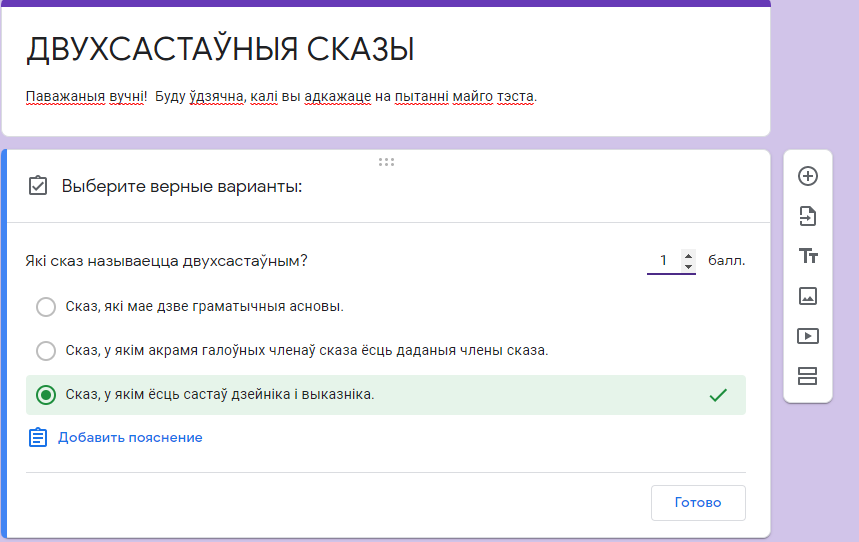 ДВУХСАСТАЎНЫЯ СКАЗЫ
Паважаныя вучні! Буду ўдзячна, калі вы адкажаце на пытанні майго тэста.
Выберите верные варианты:
Які сказ называецца двухсастаўным?
1 балл.
Сказ, які мае дзве граматычныя асновы.
Сказ, у якім акрамя галоўных членаў сказа ёсць даданыя члены сказа.
Сказ, у якім ёсць састаў дзейніка і выказніка.
Добавить пояснение
Готово
Тт